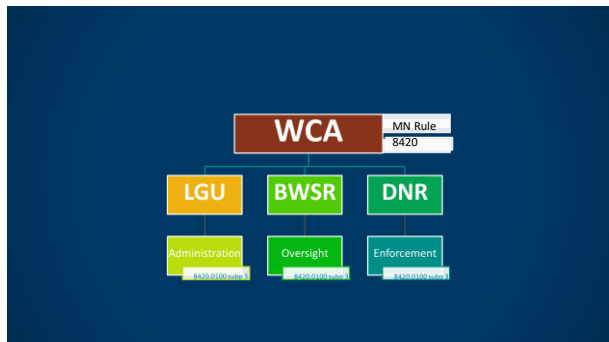 WCA
MN Rule
8420
LGU
BWSR
DNR
Administration
Oversight
Enforcement
8420.0100 subp 3
8420.0100 subp 3
8420.0100 subp 3